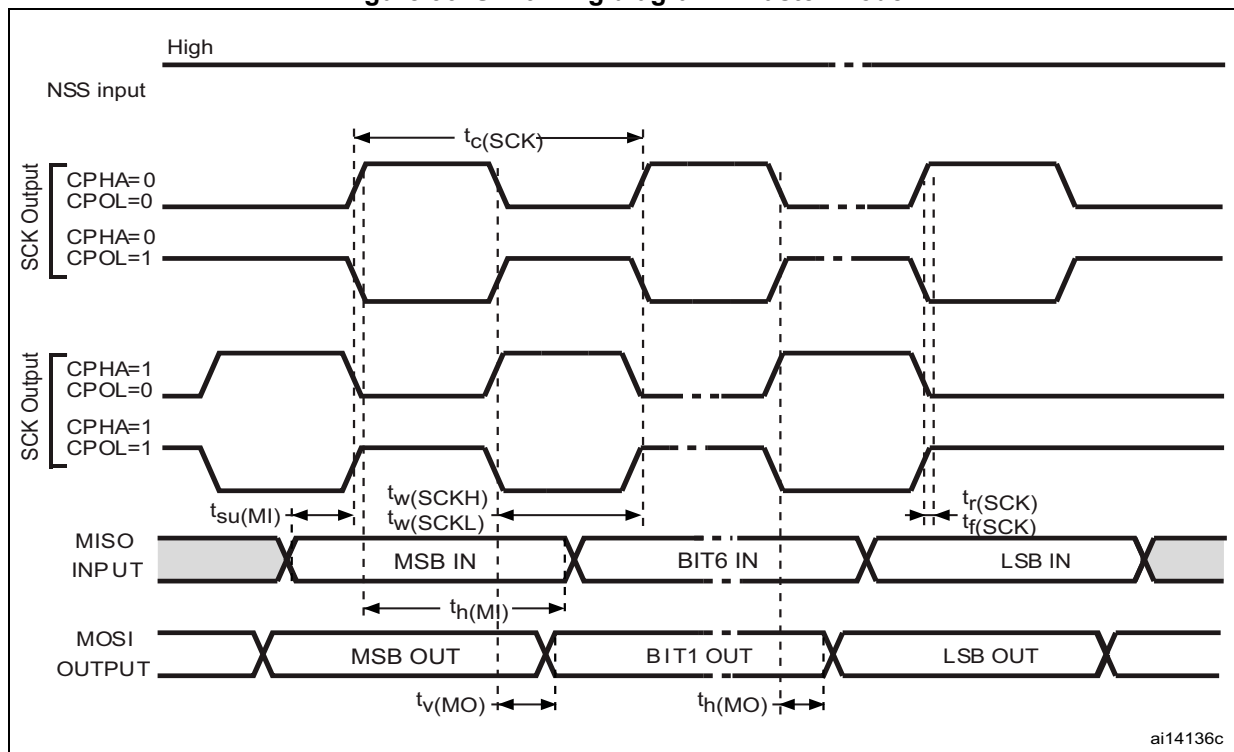 High
NSS input
tc(SCK)
SCK Output
CPHA=0
CPOL=0
CPHA=0
CPOL=1
SCK Output
CPHA=1
CPOL=0
CPHA=1
CPOL=1
tsu(MI)
tw(SCKH)
tw(SCKL)
tr(SCK)
tf(SCK)
MISO
INPUT
MSB IN
BIT6 IN
LSB IN
th(MI)
MOSI
OUTPUT
MSB OUT
BIT1 OUT
LSB OUT
tv(MO)
th(MO)
ai14136c